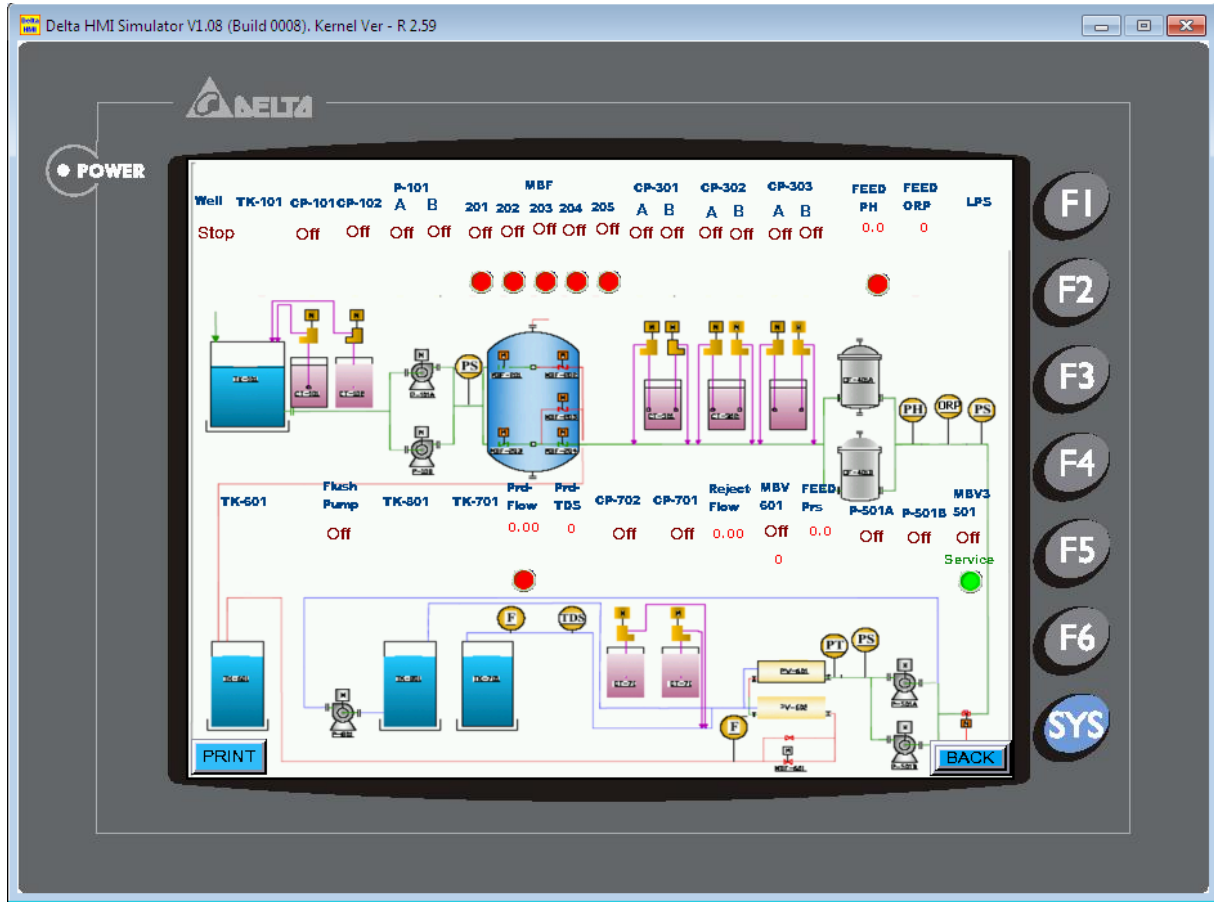 Delta HMI Simulator V1.08 (Build 0008). Kernel Ver - R 2.59
DELTA
POWER
P-101 MBF CP-301 CP-302 CP-303 FEED FEED
Well TK-101 CP-101 CP-102 A B 201 202 203 204 205 A B A B A B PH ORP LPS
Stop Off Off Off Off Off Off Off Off Off Off Off Off Off Off Off 0.0 0
PS
PH ORP PS
Flush Prd- Prd- Reject MBV FEED MBV3
TK-601 Pump TK-801 TK-701 Flow TDS CP-702 CP-701 Flow 601 Prs P-501A P-501B 501
Off 0.00 0 Off Off 0.00 Off 0.0 Off Off Off
0 Service
F TDS
PT PS
F
PRINT BACK
F1
F2
F3
F4
F5
F6
SYS